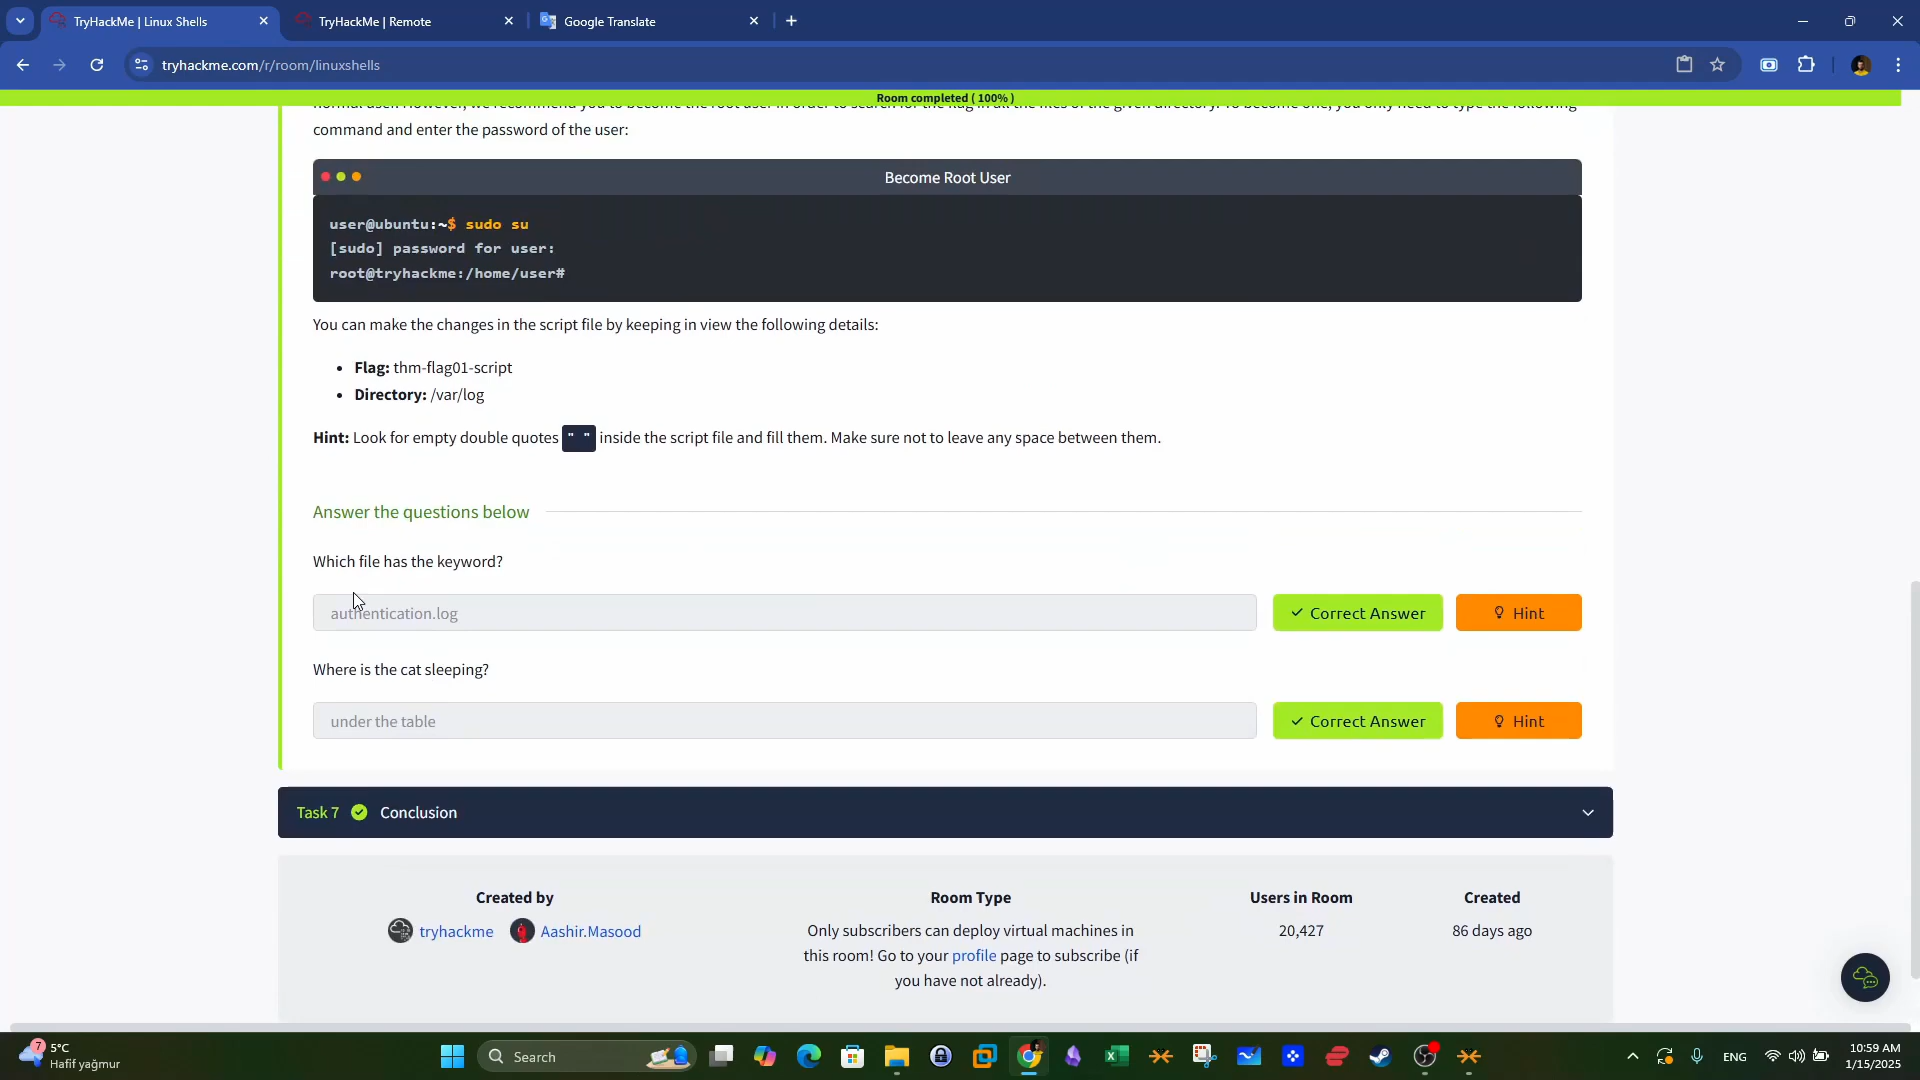 TryHackMe | Linux Shells
TryHackMe | Remote
Google Translate
tryhackme.com/r/room/linuxshells
Room completed ( 100% )
command and enter the password of the user:
Become Root User
user@ubuntu:~$ sudo su
[sudo] password for user:
root@tryhackme:/home/user#
You can make the changes in the script file by keeping in view the following details:
Flag: thm-flag01-script
Directory: /var/log
Hint: Look for empty double quotes " " inside the script file and fill them. Make sure not to leave any space between them.
Answer the questions below
Which file has the keyword?
authentication.log
Correct Answer
Hint
Where is the cat sleeping?
under the table
Correct Answer
Hint
Task 7
Conclusion
Created by
Room Type
Users in Room
Created
tryhackme
Aashir.Masood
Only subscribers can deploy virtual machines in
this room! Go to your profile page to subscribe (if
you have not already).
20,427
86 days ago
7
5°C
Hafif yağmur
Search
ENG
10:59 AM
1/15/2025